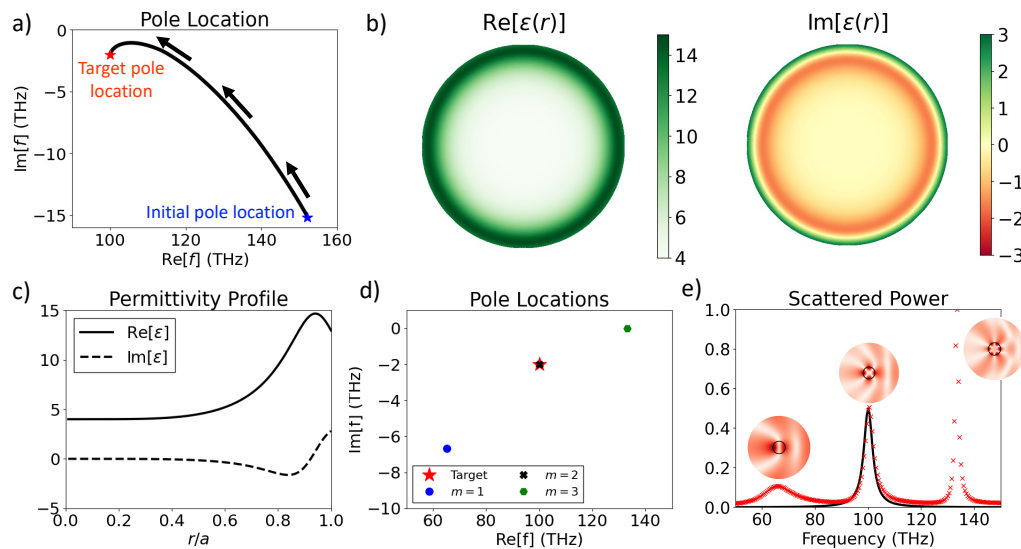 a)
Pole Location
0
−5
−10
−15
Im[f] (THz)
Target pole
location
Initial pole location
100
120
140
160
Re[f] (THz)
b)
Re[ε(r)]
14
12
10
8
6
4
Im[ε(r)]
3
2
1
0
−1
−2
−3
c)
Permittivity Profile
15
10
5
0
−5
Re[ε]
Im[ε]
0.0
0.2
0.4
0.6
0.8
1.0
r/a
d)
Pole Locations
0
−2
−4
−6
−8
−10
Im[f] (THz)
Target
m = 2
m = 1
m = 3
60
80
100
120
140
Re[f] (THz)
e)
Scattered Power
1.0
0.8
0.6
0.4
0.2
0.0
60
80
100
120
140
Frequency (THz)